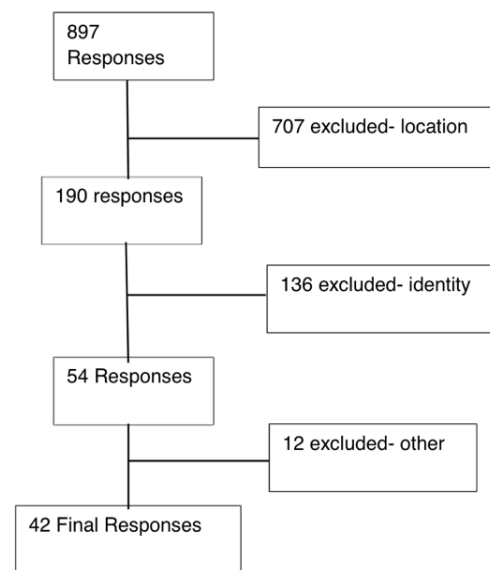 897
Responses
707 excluded- location
190 responses
136 excluded- identity
54 Responses
12 excluded- other
42 Final Responses